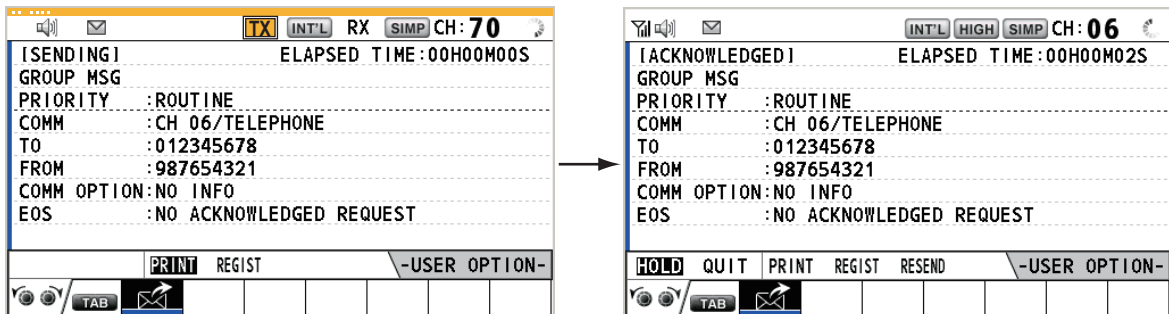 TX INT'L RX SIMP CH:70
[SENDING] ELAPSED TIME:00H00M00S
GROUP MSG
PRIORITY :ROUTINE
COMM :CH 06/TELEPHONE
TO :012345678
FROM :987654321
COMM OPTION:NO INFO
EOS :NO ACKNOWLEDGED REQUEST
PRINT REGIST -USER OPTION-
TAB
INT'L HIGH SIMP CH:06
[ACKNOWLEDGED] ELAPSED TIME:00H00M02S
GROUP MSG
PRIORITY :ROUTINE
COMM :CH 06/TELEPHONE
TO :012345678
FROM :987654321
COMM OPTION:NO INFO
EOS :NO ACKNOWLEDGED REQUEST
HOLD QUIT PRINT REGIST RESEND -USER OPTION-
TAB